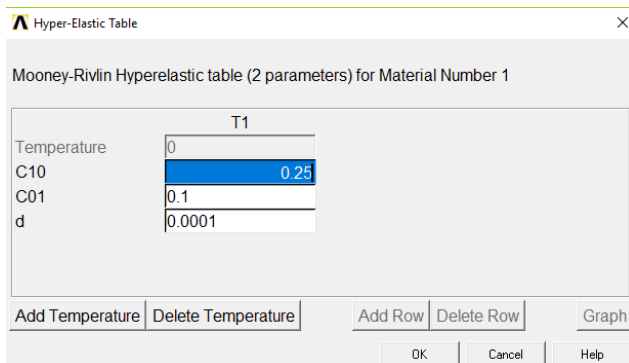 Hyper-Elastic Table
Mooney-Rivlin Hyperelastic table (2 parameters) for Material Number 1
T1
Temperature 0
C10 0.25
C01 0.1
d 0.0001
Add Temperature Delete Temperature Add Row Delete Row Graph
OK Cancel Help